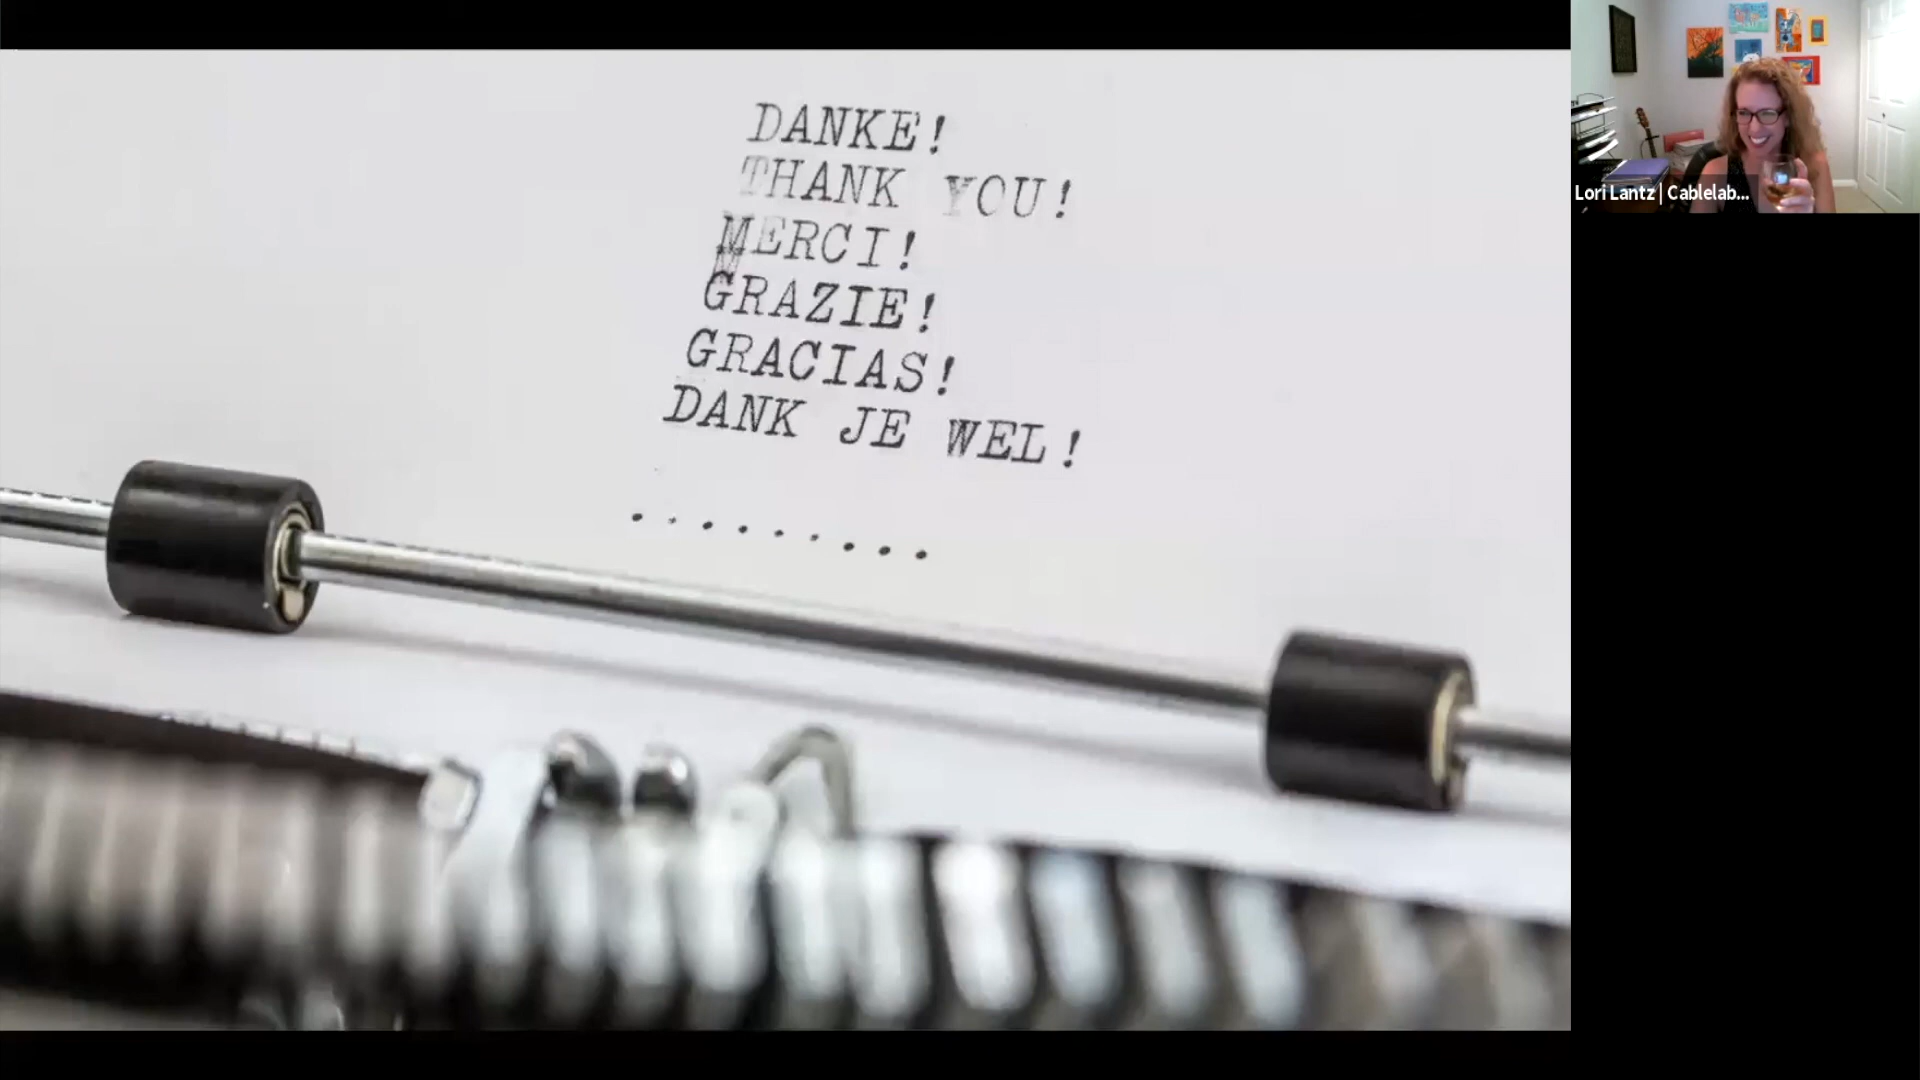 DANKE!
THANK YOU!
MERCI!
GRAZIE!
GRACIAS!
DANK JE WEL!
.........
Lori Lantz | Cablelab...